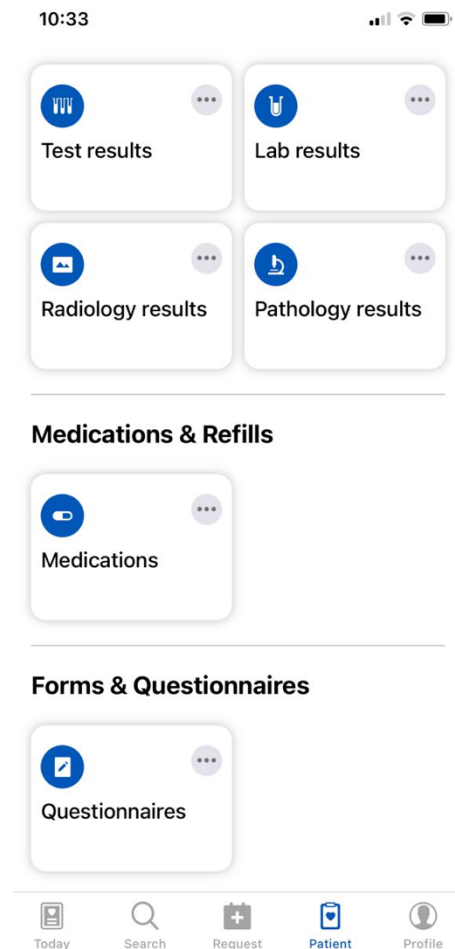 10:33
Test results
Lab results
Radiology results
Pathology results
Medications & Refills
Medications
Forms & Questionnaires
Questionnaires
Today
Search
Request
Patient
Profile